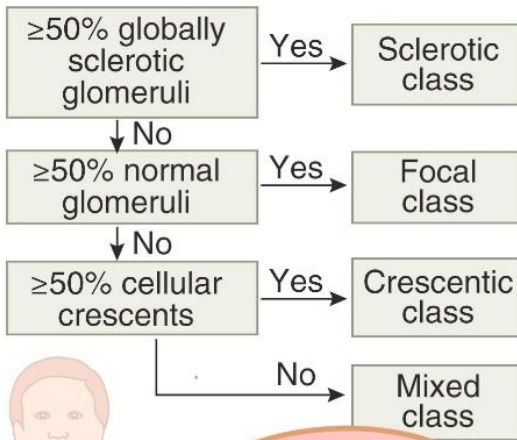 ≥50% globally
sclerotic
glomeruli
Yes
Sclerotic
class
No
≥50% normal
glomeruli
Yes
Focal
class
No
≥50% cellular
crescents
Yes
Crescentic
class
No
Mixed
class